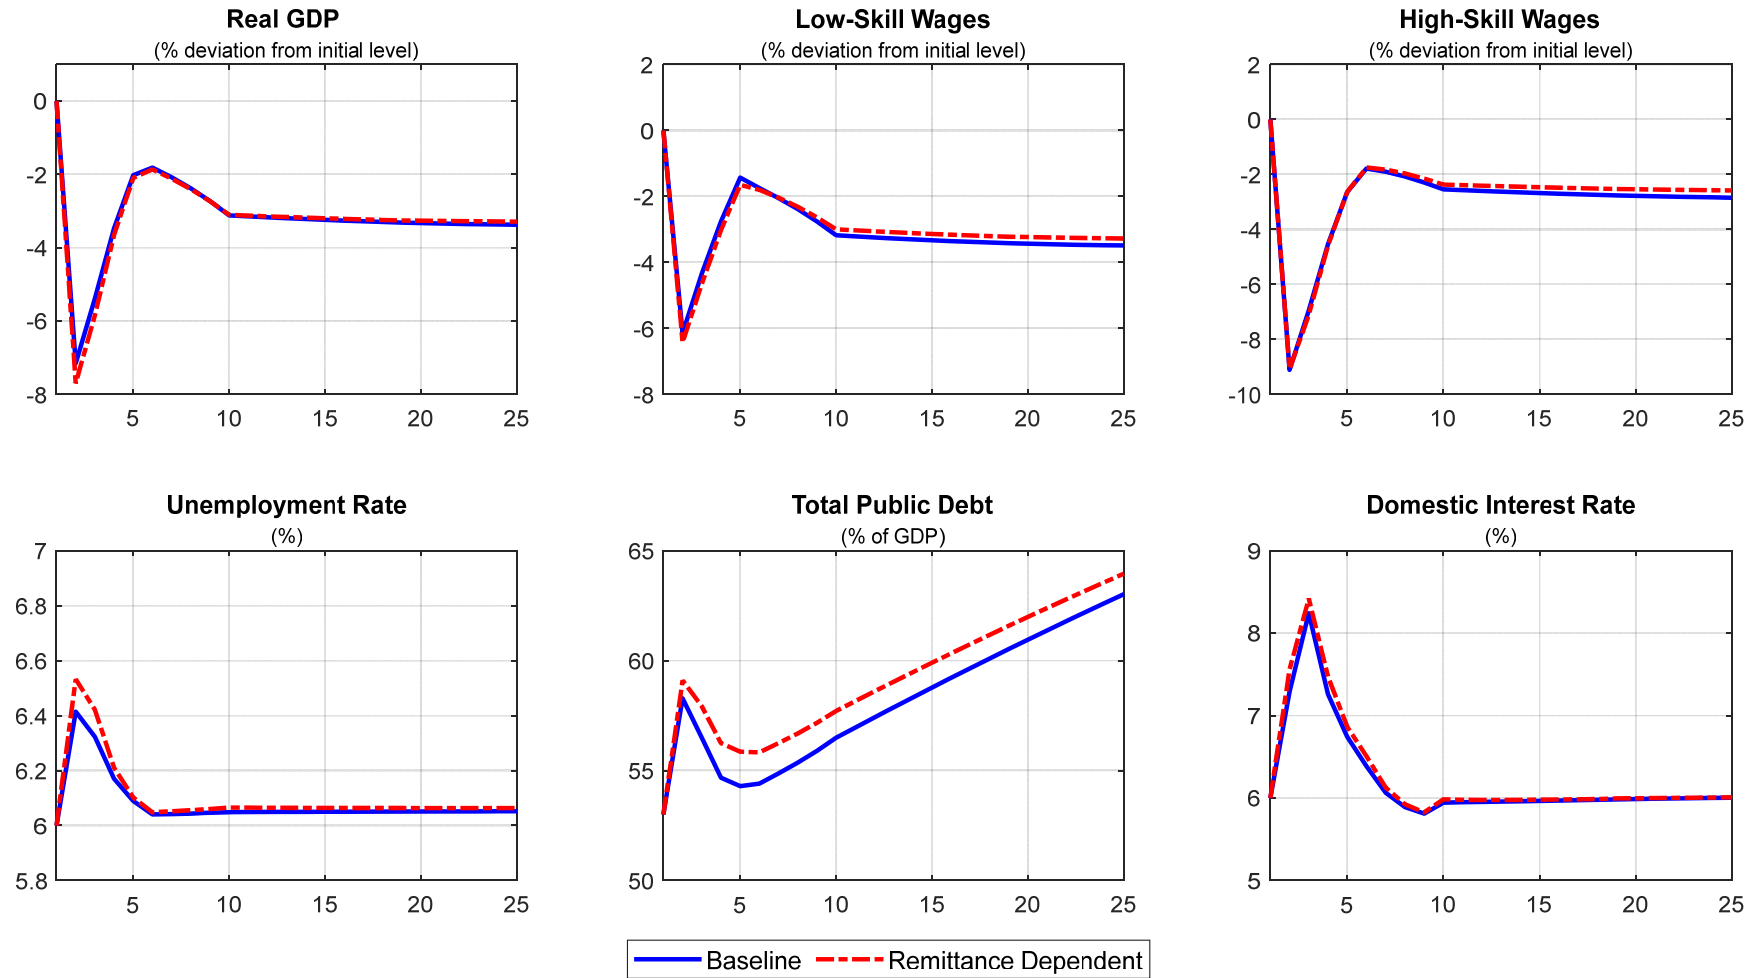 Real GDP
(% deviation from initial level)
0
-2
-4
-6
-8
5 10 15 20 25
Low-Skill Wages
(% deviation from initial level)
2
0
-2
-4
-6
-8
5 10 15 20 25
High-Skill Wages
(% deviation from initial level)
2
0
-2
-4
-6
-8
-10
5 10 15 20 25
Unemployment Rate
(%)
7
6.8
6.6
6.4
6.2
6
5.8
5 10 15 20 25
Total Public Debt
(% of GDP)
65
60
55
50
5 10 15 20 25
Domestic Interest Rate
(%)
9
8
7
6
5
5 10 15 20 25
Baseline Remittance Dependent